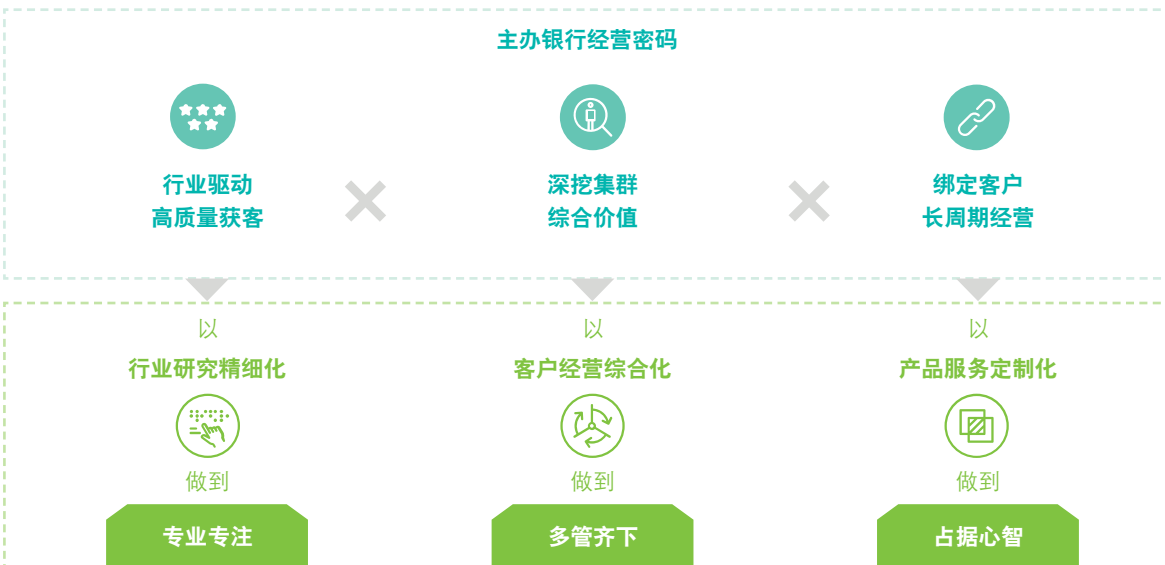 主办银行经营密码
行业驱动
高质量获客
深挖集群
综合价值
绑定客户
长周期经营
以
行业研究精细化
做到
专业专注
以
客户经营综合化
做到
多管齐下
以
产品服务定制化
做到
占据心智